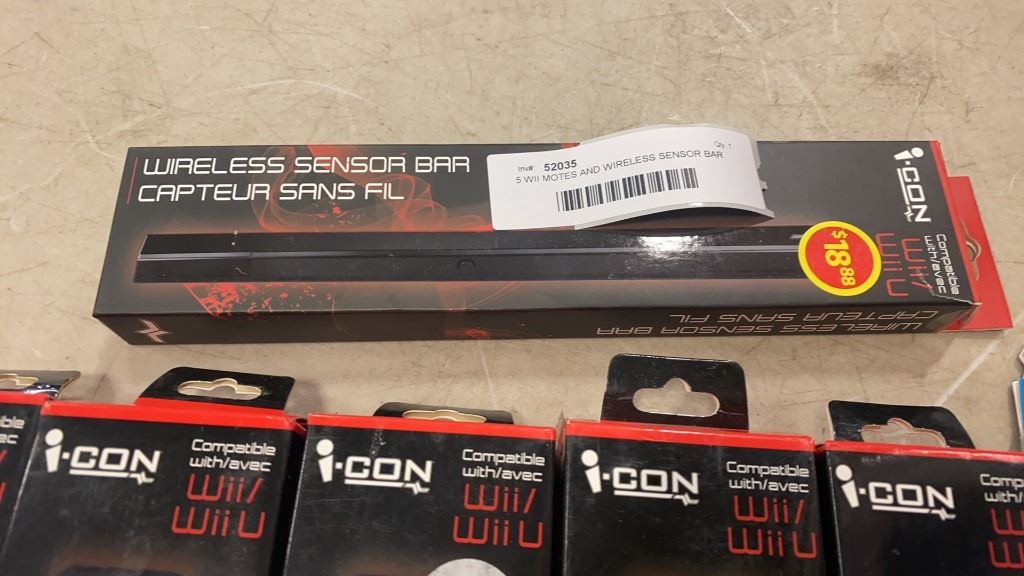 WIRELESS SENSOR BAR
CAPTEUR SANS FIL
Inv#: 52035
Qty: 1
5 WII MOTES AND WIRELESS SENSOR BAR
i-CON
Compatible
with/avec
Wii/
Wii U
$18.88
WIRELESS SENSOR BAR
CAPTEUR SANS FIL
i-CON
Compatible
with/avec
Wii/
Wii U
i-CON
Compatible
with/avec
Wii/
Wii U
i-CON
Compatible
with/avec
Wii/
Wii U
i-CON
Compatible